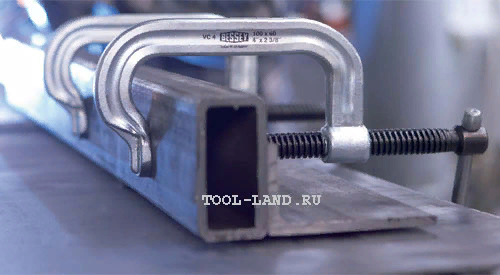 VC 4 BESSEY 100 x 60
4" x 2 3/8"
TOOL-LAND.RU